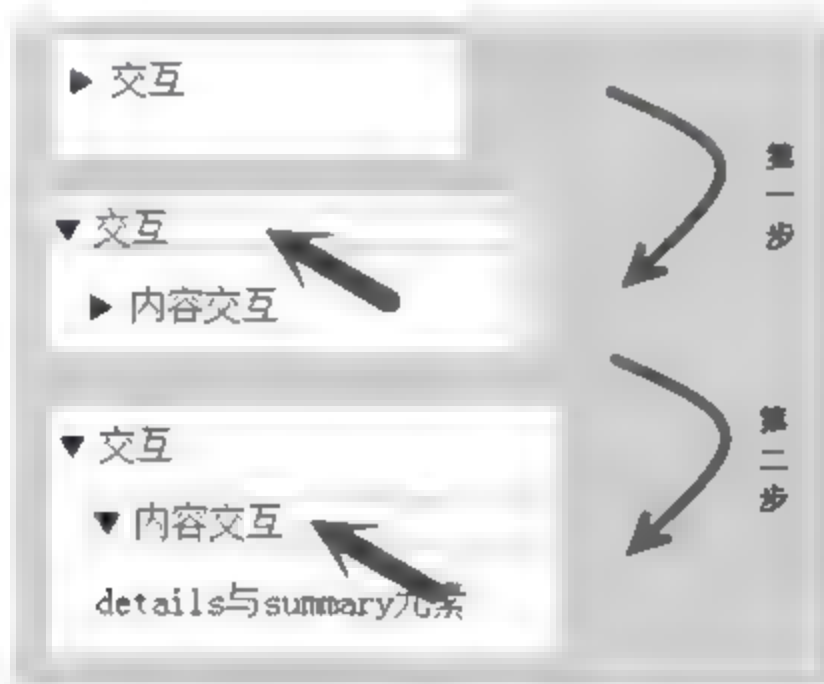 交互
第一步
交互
内容交互
交互
第二步
内容交互
details与summary元素